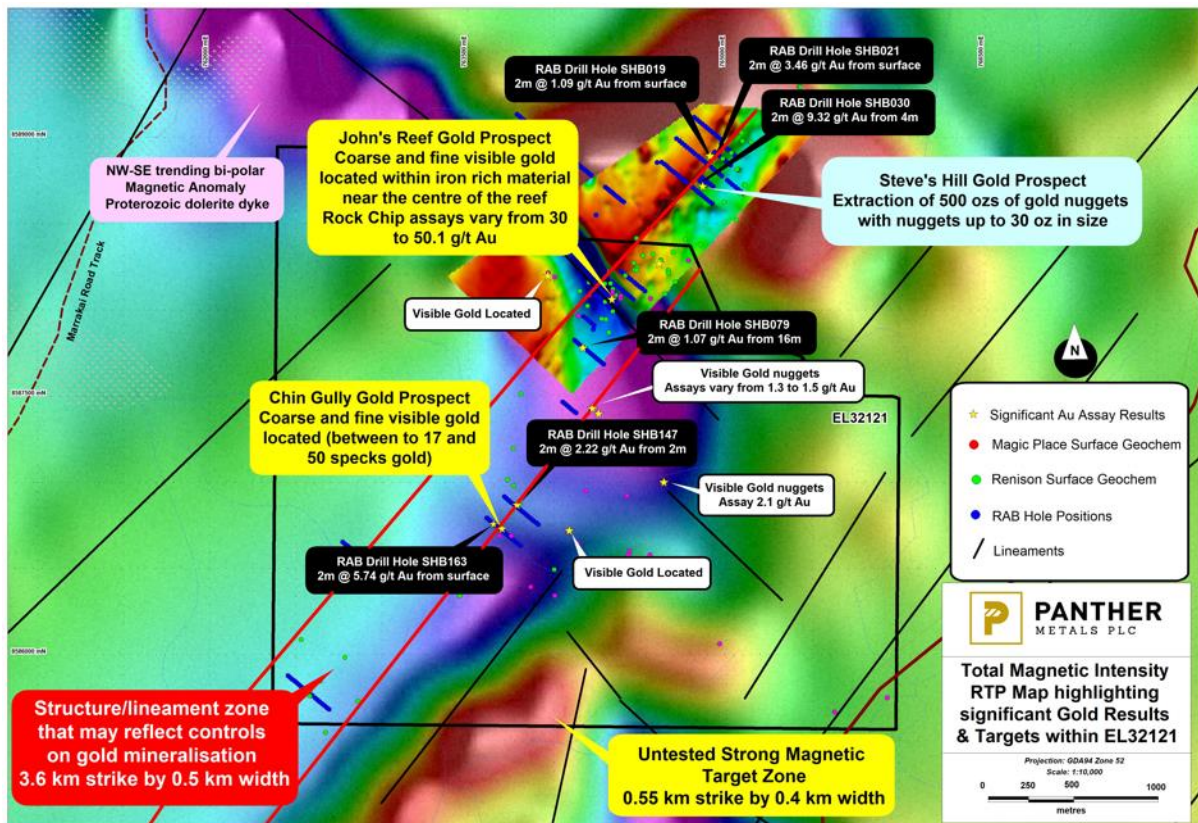 762000 mE
RAB Drill Hole SHB021
2m @ 3.46 g/t Au from surface
RAB Drill Hole SHB019
2m @ 1.09 g/t Au from surface
RAB Drill Hole SHB030
2m @ 9.32 g/t Au from 4m
8589000 mN
John's Reef Gold Prospect
Coarse and fine visible gold
located within iron rich material
near the centre of the reef
Rock Chip assays vary from 30
to 50.1 g/t Au
NW-SE trending bi-polar
Magnetic Anomaly
Proterozoic dolerite dyke
Steve's Hill Gold Prospect
Extraction of 500 ozs of gold nuggets
with nuggets up to 30 oz in size
Marrakai Road Track
Visible Gold Located
RAB Drill Hole SHB079
2m @ 1.07 g/t Au from 16m
N
Visible Gold nuggets
Assays vary from 1.3 to 1.5 g/t Au
8587500 mN
Chin Gully Gold Prospect
Coarse and fine visible gold
located (between to 17 and
50 specks gold)
EL32121
RAB Drill Hole SHB147
2m @ 2.22 g/t Au from 2m
Visible Gold nuggets
Assay 2.1 g/t Au
RAB Drill Hole SHB163
2m @ 5.74 g/t Au from surface
Visible Gold Located
Significant Au Assay Results
Magic Place Surface Geochem
Renison Surface Geochem
RAB Hole Positions
Lineaments
8586000 mN
PANTHER
METALS PLC
Structure/lineament zone
that may reflect controls
on gold mineralisation
3.6 km strike by 0.5 km width
Untested Strong Magnetic
Target Zone
0.55 km strike by 0.4 km width
Total Magnetic Intensity
RTP Map highlighting
significant Gold Results
& Targets within EL32121
Projection: GDA94 Zone 52
Scale: 1:10,000
0 250 500 1000
metres